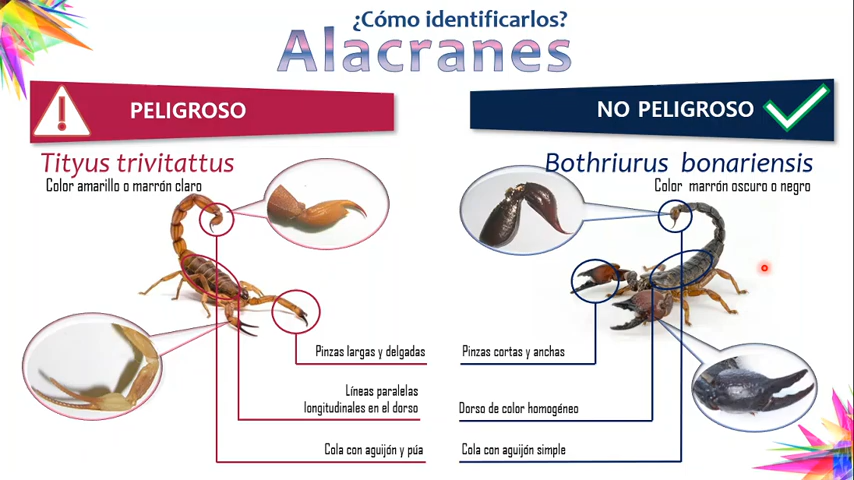 ¿Cómo identificarlos?
Alacranes
PELIGROSO
Tityus trivitattus
Color amarillo o marrón claro
Pinzas largas y delgadas
Líneas paralelas
longitudinales en el dorso
Cola con aguijón y púa
NO PELIGROSO
Bothriurus bonariensis
Color marrón oscuro o negro
Pinzas cortas y anchas
Dorso de color homogéneo
Cola con aguijón simple